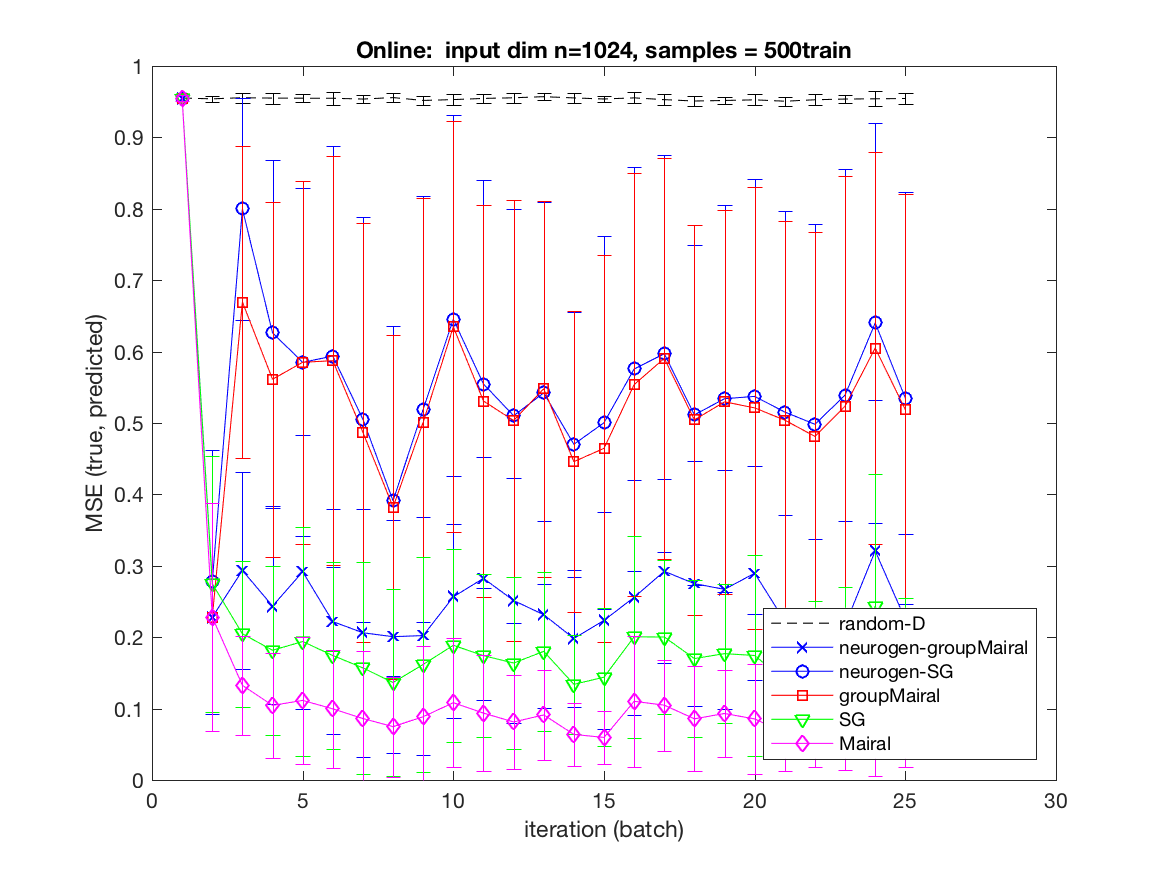 Online:  input dim n=1024, samples = 500train
MSE (true, predicted)
1
0.9
0.8
0.7
0.6
0.5
0.4
0.3
0.2
0.1
0
0 5 10 15 20 25 30
iteration (batch)
random-D
neurogen-groupMairal
neurogen-SG
groupMairal
SG
Mairal